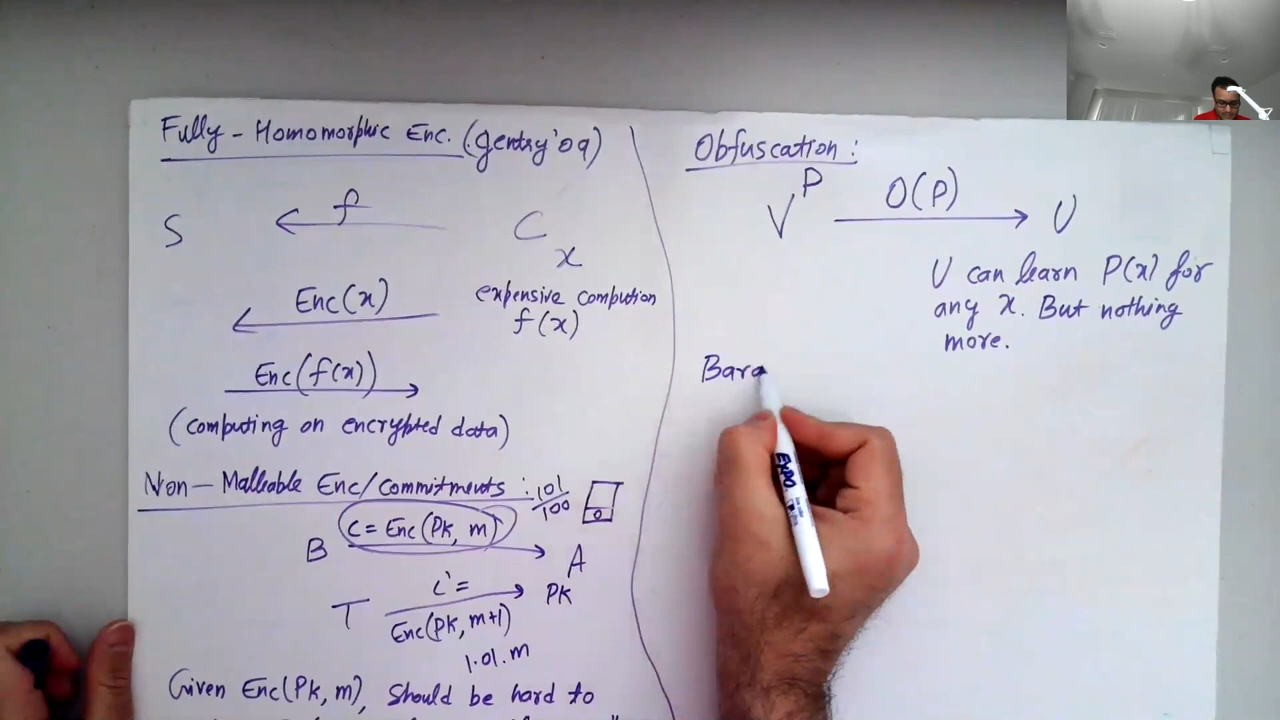 Fully-Homomorphic Enc. (Gentry'09)
S f C
x
Enc(x) expensive compution
f(x)
Enc(f(x))
(computing on encrypted data)
Non-Malleable Enc/commitments: 101/100
B C = Enc(PK, m) A
T c' = PK
Enc(PK, m+1)
1.01.m
Given Enc(PK, m), should be hard to
Obfuscation:
V P O(P) U
U can learn P(x) for
any x. But nothing
more.
Bara
EXPO